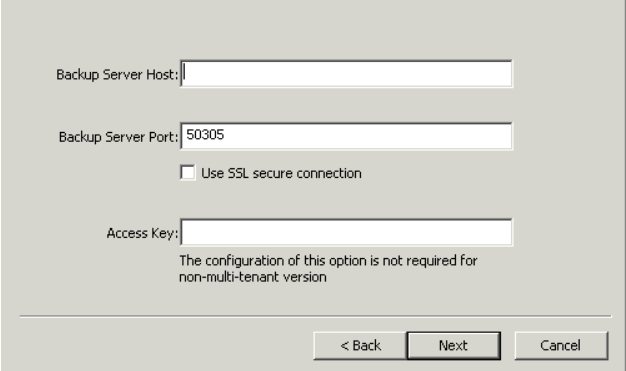 Backup Server Host:
Backup Server Port: 50305
Use SSL secure connection
Access Key:
The configuration of this option is not required for
non-multi-tenant version
< Back Next Cancel